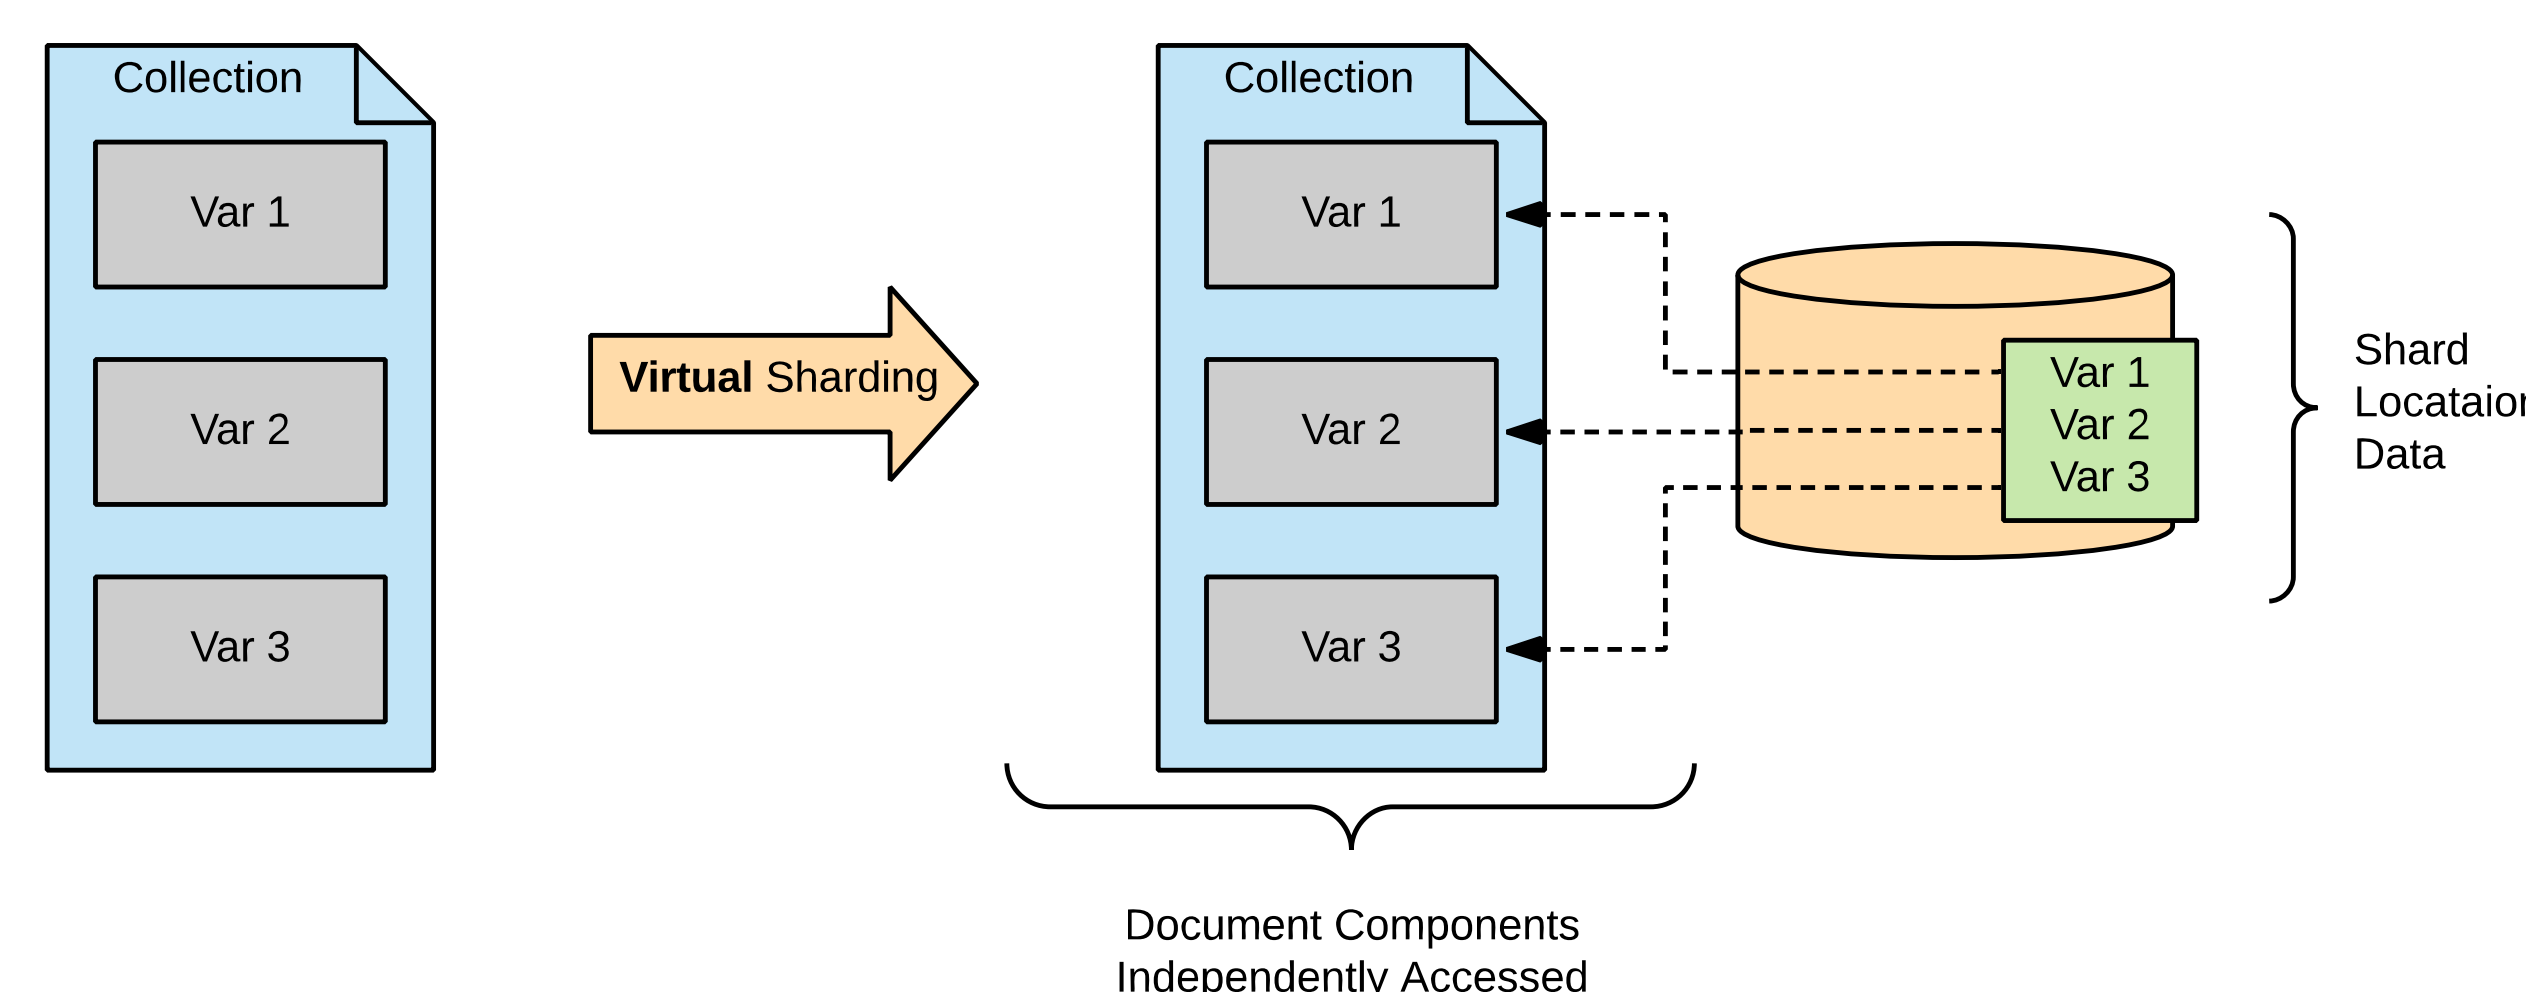 Collection
Var 1
Var 2
Var 3
Virtual Sharding
Collection
Var 1
Var 2
Var 3
Var 1
Var 2
Var 3
Shard
Locataion
Data
Document Components
Independently Accessed